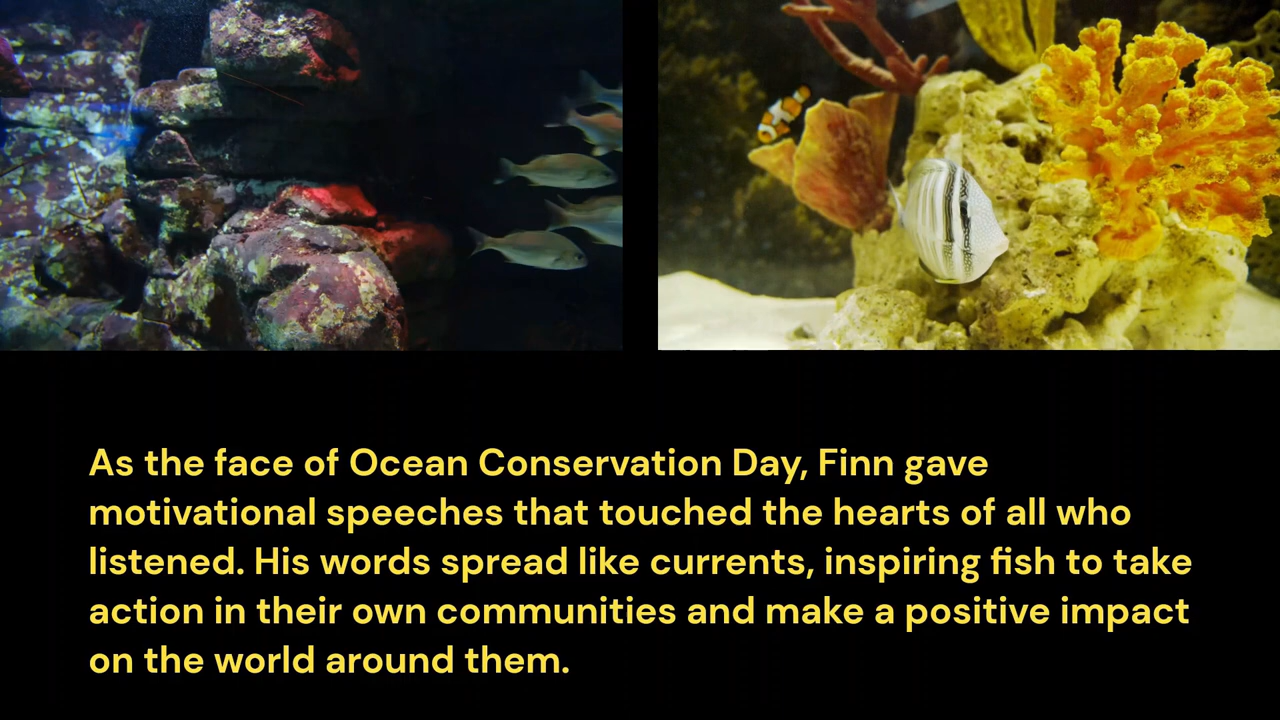 As the face of Ocean Conservation Day, Finn gave
motivational speeches that touched the hearts of all who
listened. His words spread like currents, inspiring fish to take
action in their own communities and make a positive impact
on the world around them.